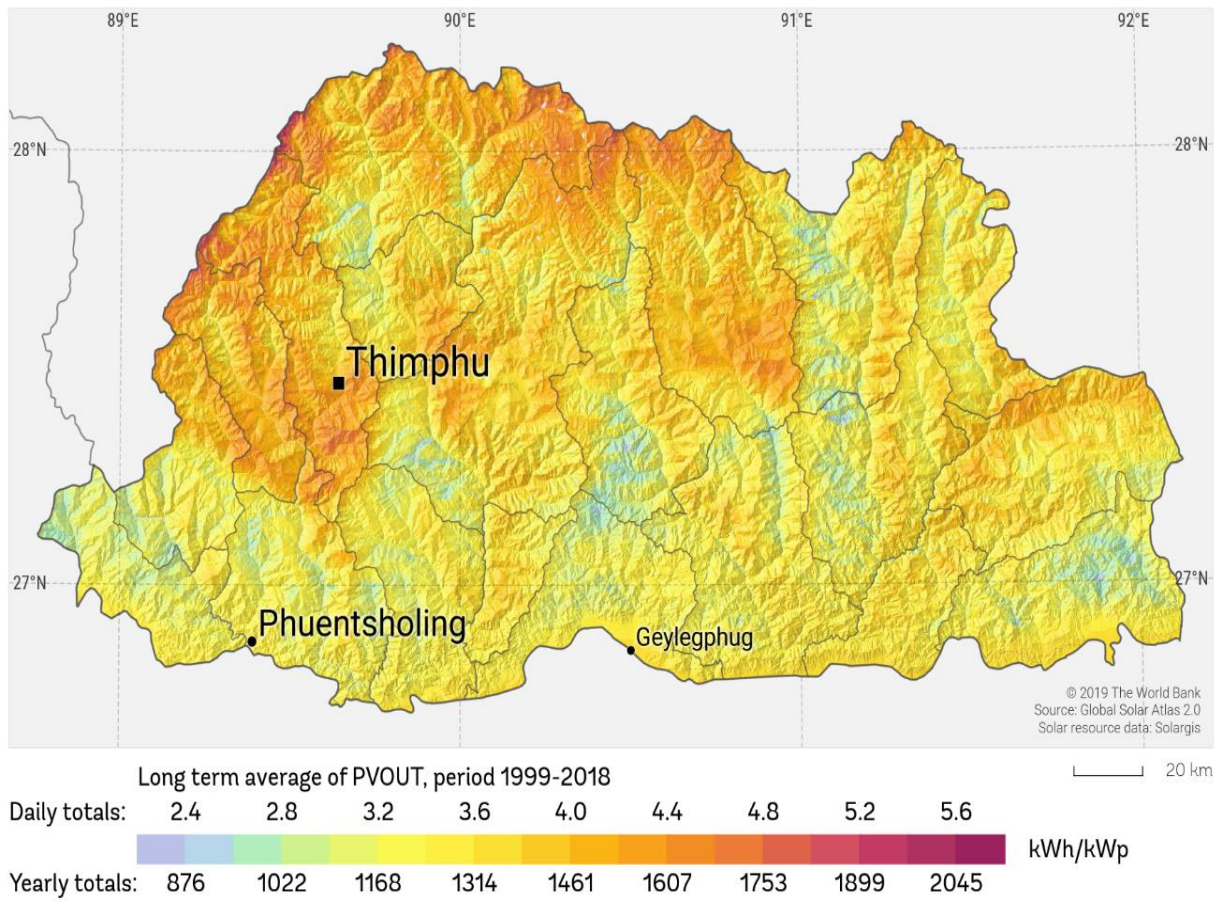 89°E 90°E 91°E 92°E
28°N 28°N
Thimphu
27°N 27°N
Phuentsholing
Geylegphug
© 2019 The World Bank
Source: Global Solar Atlas 2.0
Solar resource data: Solargis
Long term average of PVOUT, period 1999-2018
20 km
Daily totals: 2.4 2.8 3.2 3.6 4.0 4.4 4.8 5.2 5.6
kWh/kWp
Yearly totals: 876 1022 1168 1314 1461 1607 1753 1899 2045